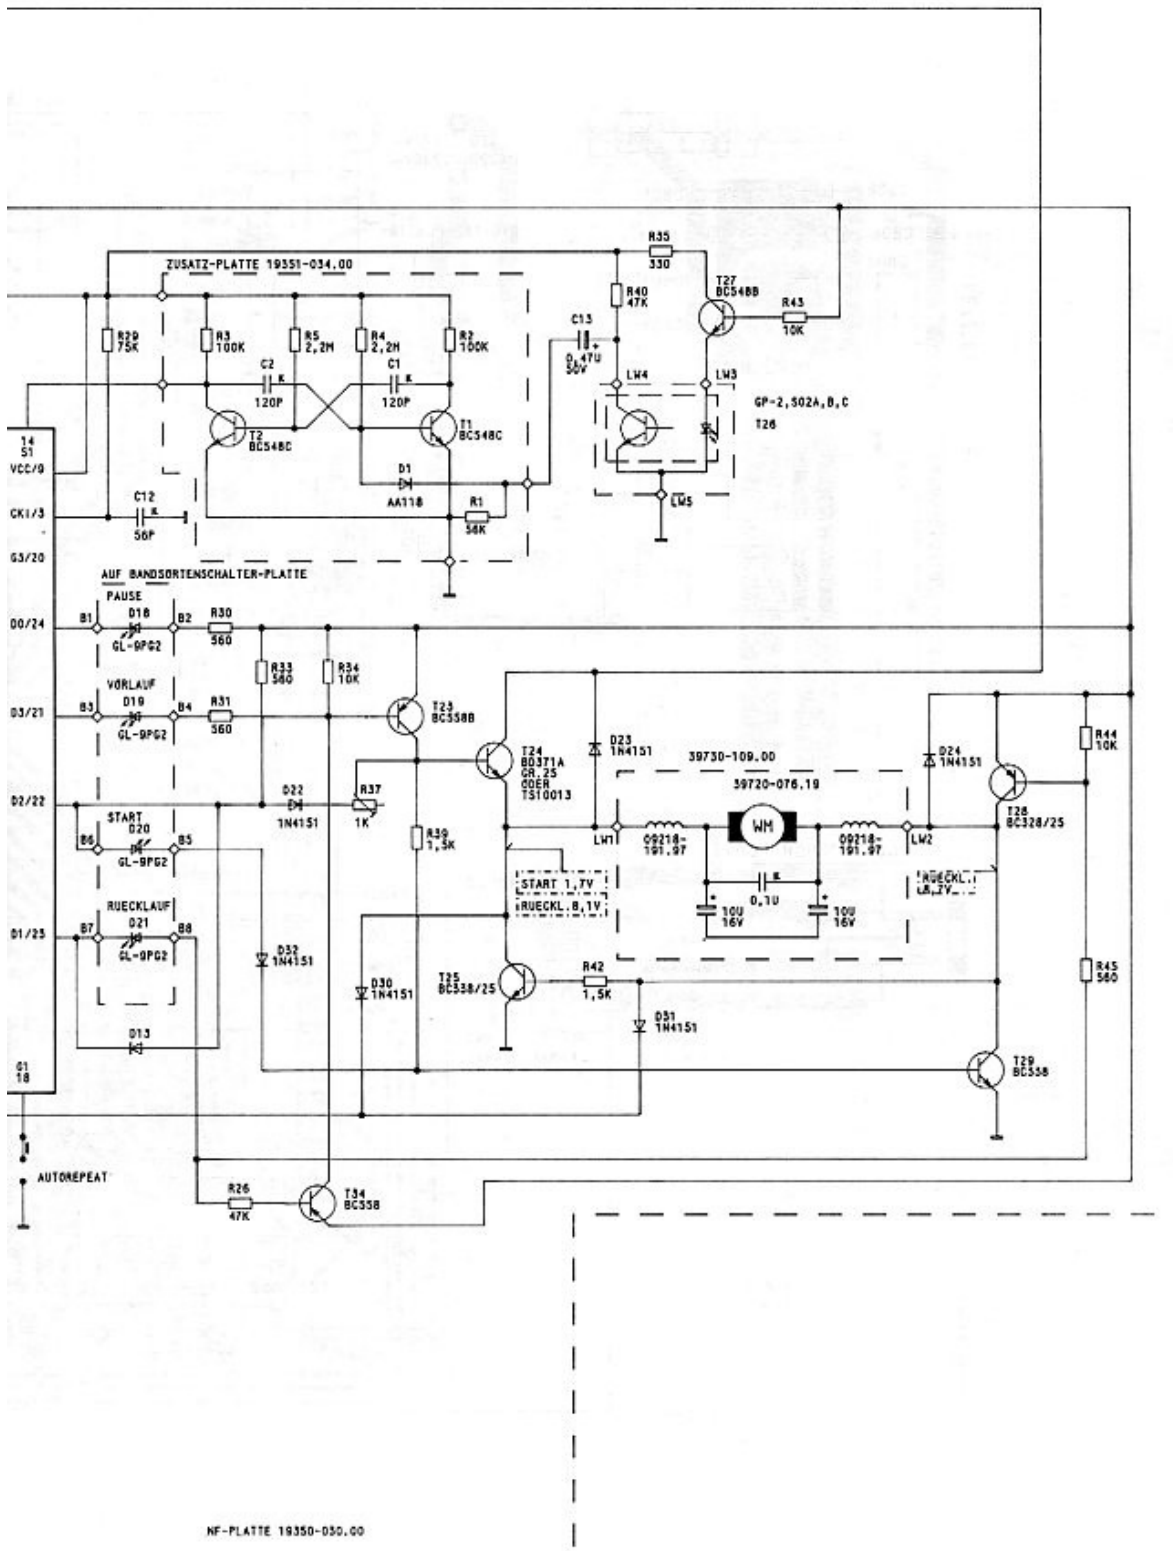 R35
330
ZUSATZ-PLATTE 19351-034.00
T27
BC548B
R43
10K
R40
47K
C13
+
0,47U
50V
R29
75K
R3
100K
R5
2,2M
R4
2,2M
R2
100K
C2
K
120P
C1
K
120P
LW4
LW3
GP-2,S02A,B,C
T26
T2
BC548C
T1
BC548C
14
S1
VCC/9
D1
AA118
LW5
C12
K
56P
CKI/3
R1
56K
G3/20
AUF BANDSORTENSCHALTER-PLATTE
PAUSE
D0/24
B1
D18
B2
GL-9PG2
R30
560
R33
560
R34
10K
VORLAUF
D3/21
B3
D19
B4
GL-9PG2
R31
560
T23
BC558B
T24
BD371A
GR.25
ODER
TS10013
D23
1N4151
39730-109.00
39720-076.19
D24
1N4151
R44
10K
D2/22
D22
1N4151
R37
1K
T28
BC328/25
START
B6
D20
B5
GL-9PG2
R39
1,5K
LW1
09218-
191.97
WM
09218-
191.97
LW2
START 1,7V
RUECKL.8,1V
K
0,1U
10U
16V
10U
16V
RUECKL.:
8,2V
RUECKLAUF
D1/23
B7
D21
B8
GL-9PG2
D32
1N4151
D30
1N4151
T25
BC338/25
R42
1,5K
R45
560
D31
1N4151
D13
G1
18
T29
BC338
AUTOREPEAT
R26
47K
T34
BC558
NF-PLATTE 19350-030.00